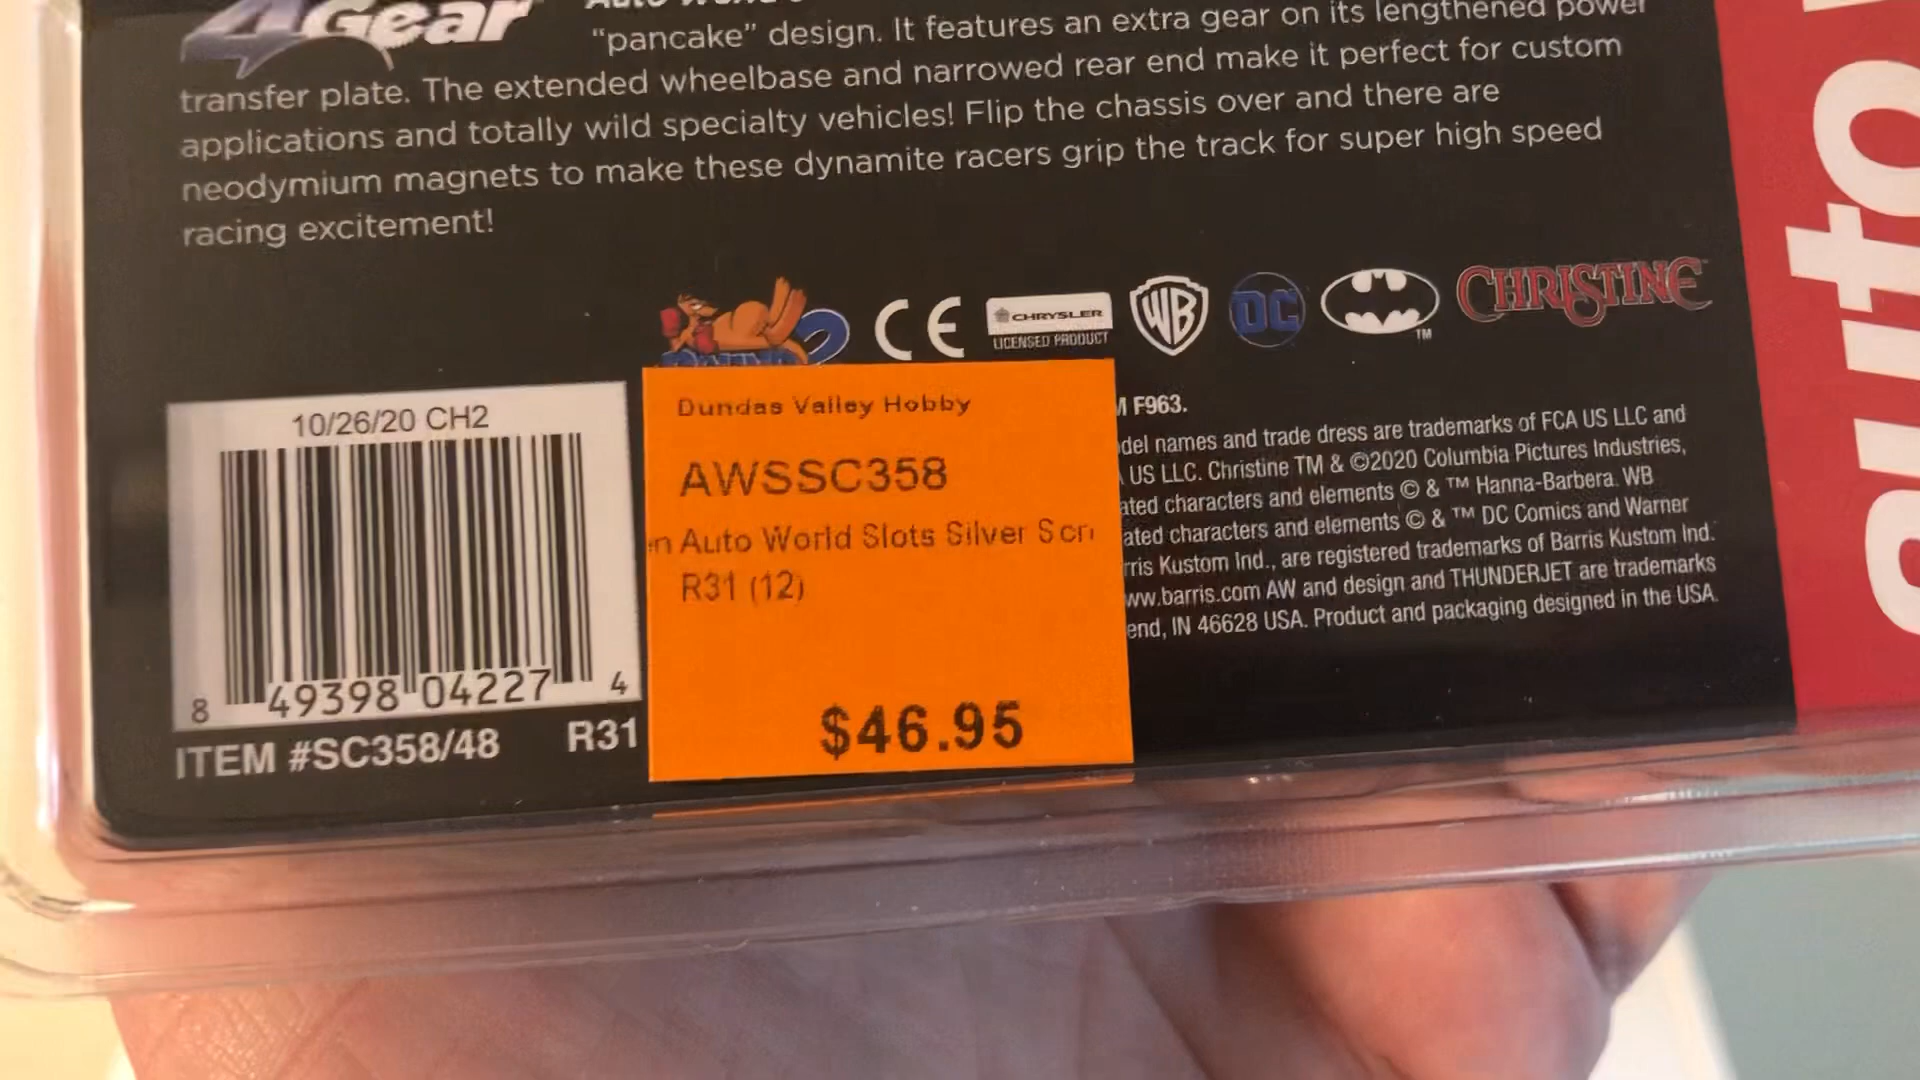 4Gear
"pancake" design. It features an extra gear on its lengthened power
transfer plate. The extended wheelbase and narrowed rear end make it perfect for custom
applications and totally wild specialty vehicles! Flip the chassis over and there are
neodymium magnets to make these dynamite racers grip the track for super high speed
racing excitement!
CE
CHRYSLER
LICENSED PRODUCT
WB
DC
TM
CHRISTINE
10/26/20 CH2
8 49398 04227 4
ITEM #SC358/48 R31
Dundas Valley Hobby
AWSSC358
en Auto World Slots Silver Scr
R31 (12)
$46.95
M F963.
del names and trade dress are trademarks of FCA US LLC and
US LLC. Christine TM & ©2020 Columbia Pictures Industries,
ated characters and elements © & ™ Hanna-Barbera. WB
ated characters and elements © & ™ DC Comics and Warner
rris Kustom Ind., are registered trademarks of Barris Kustom Ind.
ww.barris.com AW and design and THUNDERJET are trademarks
end, IN 46628 USA. Product and packaging designed in the USA.
auto